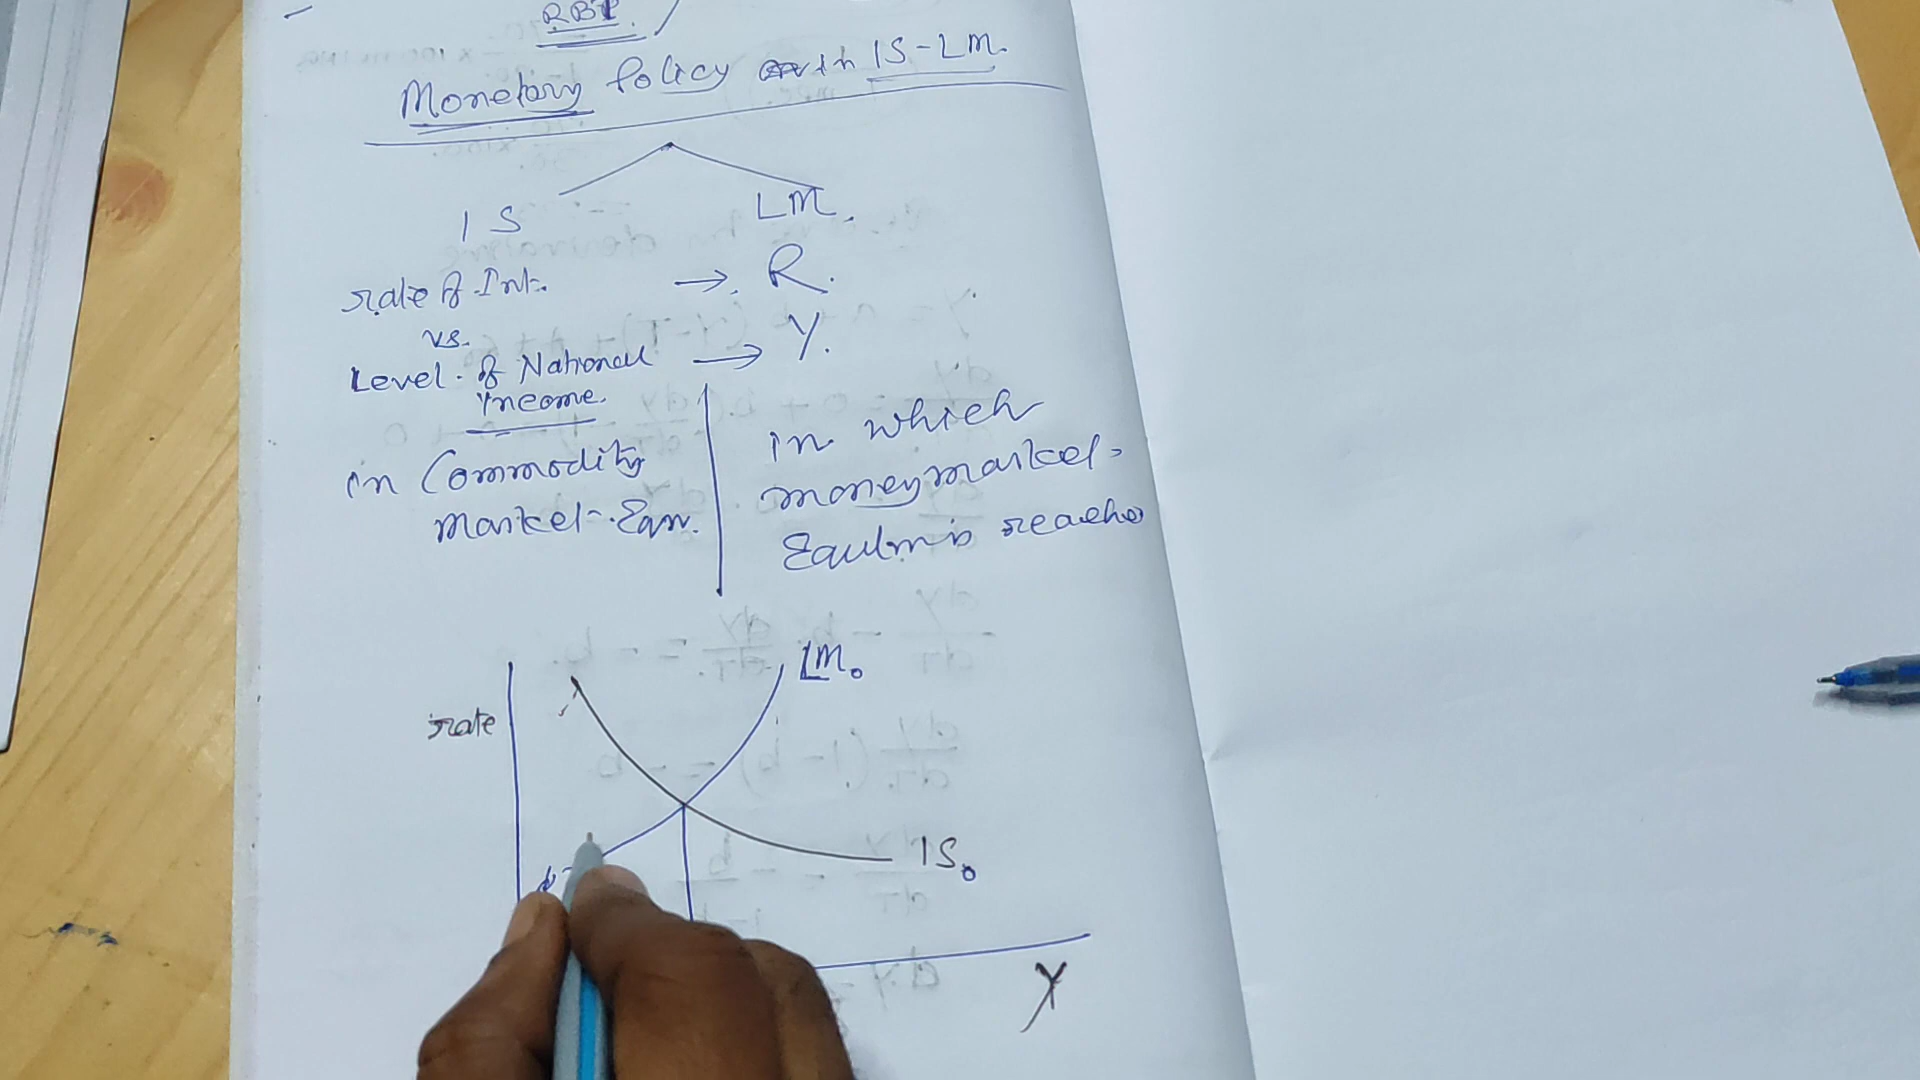 RBI.
Monetary Policy with IS-LM.
IS
LM.
rate of Int.
→. R.
vs.
Level. of National → Y.
Income.
in Commodity
Market-. Eqm.
in which
money market-
Equlm is reache
LM₀
rate
IS₀
Y